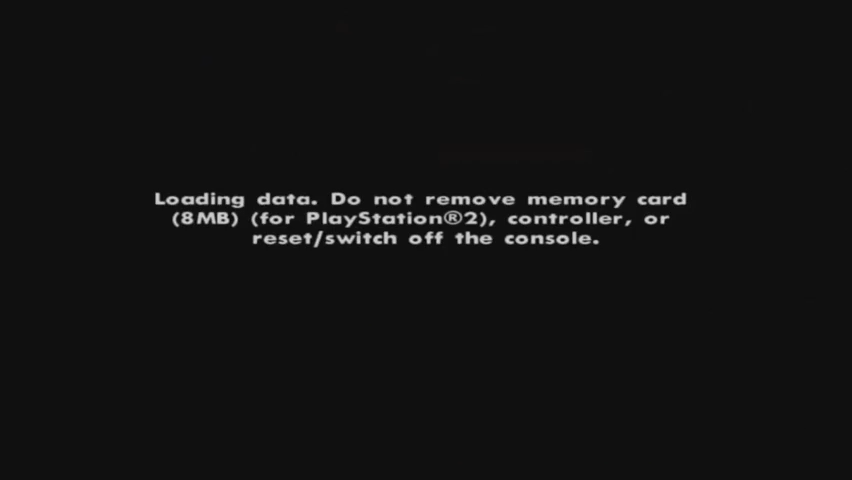 Loading data. Do not remove memory card
(8MB) (for PlayStation®2), controller, or
reset/switch off the console.